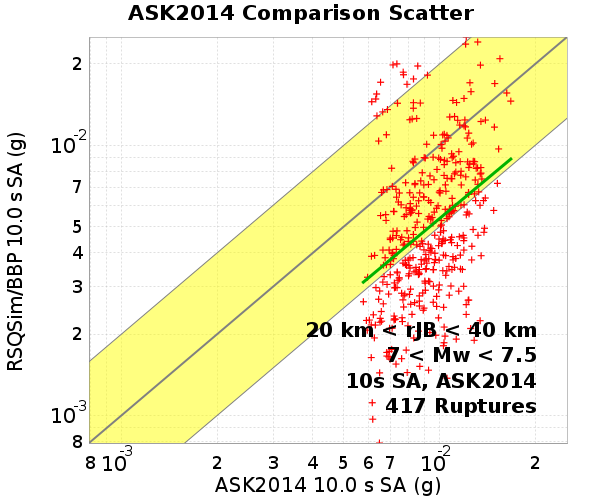 ASK2014 Comparison Scatter
RSQSim/BBP 10.0 s SA (g)
2
10-2
7
5
4
3
2
10-3
8
20 km < rJB < 40 km
7 < Mw < 7.5
10s SA, ASK2014
417 Ruptures
8 10-3 2 3 4 5 6 7 10-2 2
ASK2014 10.0 s SA (g)